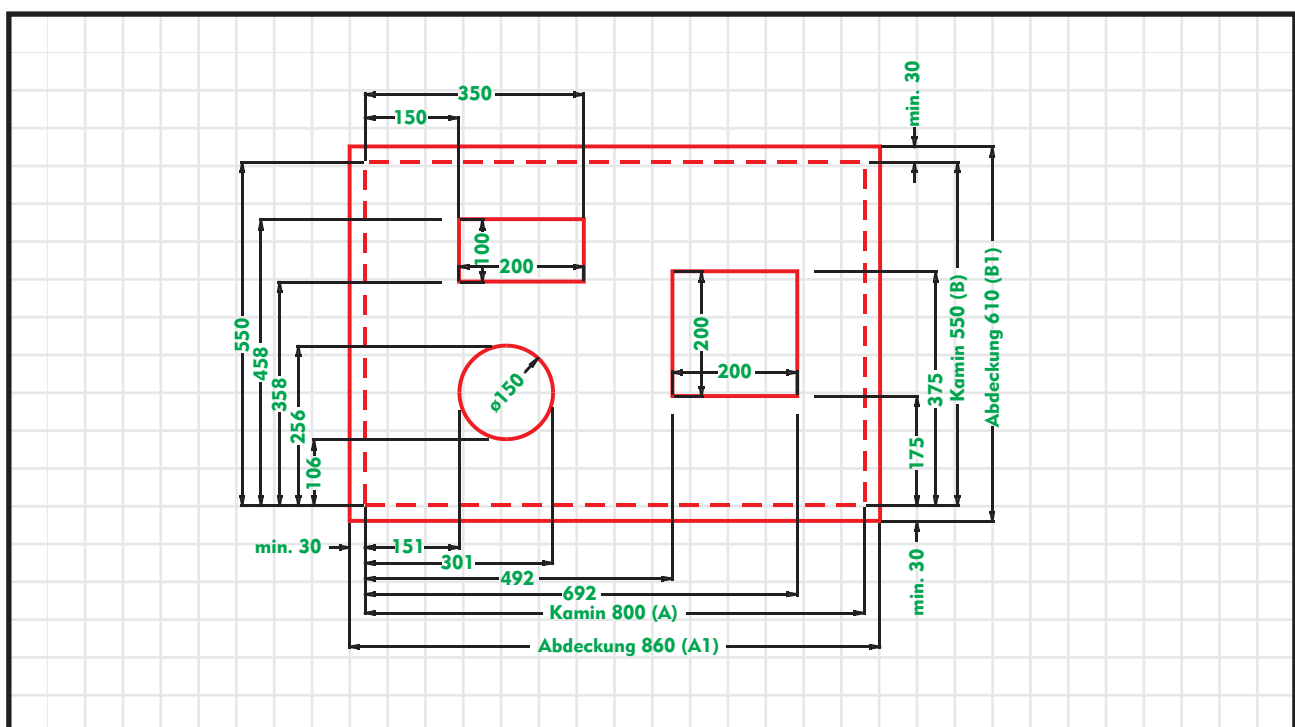 350
min. 30
150
100
200
550
458
358
256
106
ø150
200
200
375
175
Kamin 550 (B)
Abdeckung 610 (B1)
min. 30
151
301
492
692
min. 30
Kamin 800 (A)
Abdeckung 860 (A1)